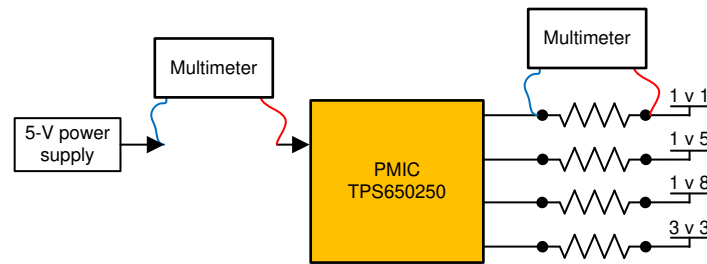 Multimeter
Multimeter
5-V power
supply
PMIC
TPS650250
1 v 1
1 v 5
1 v 8
3 v 3